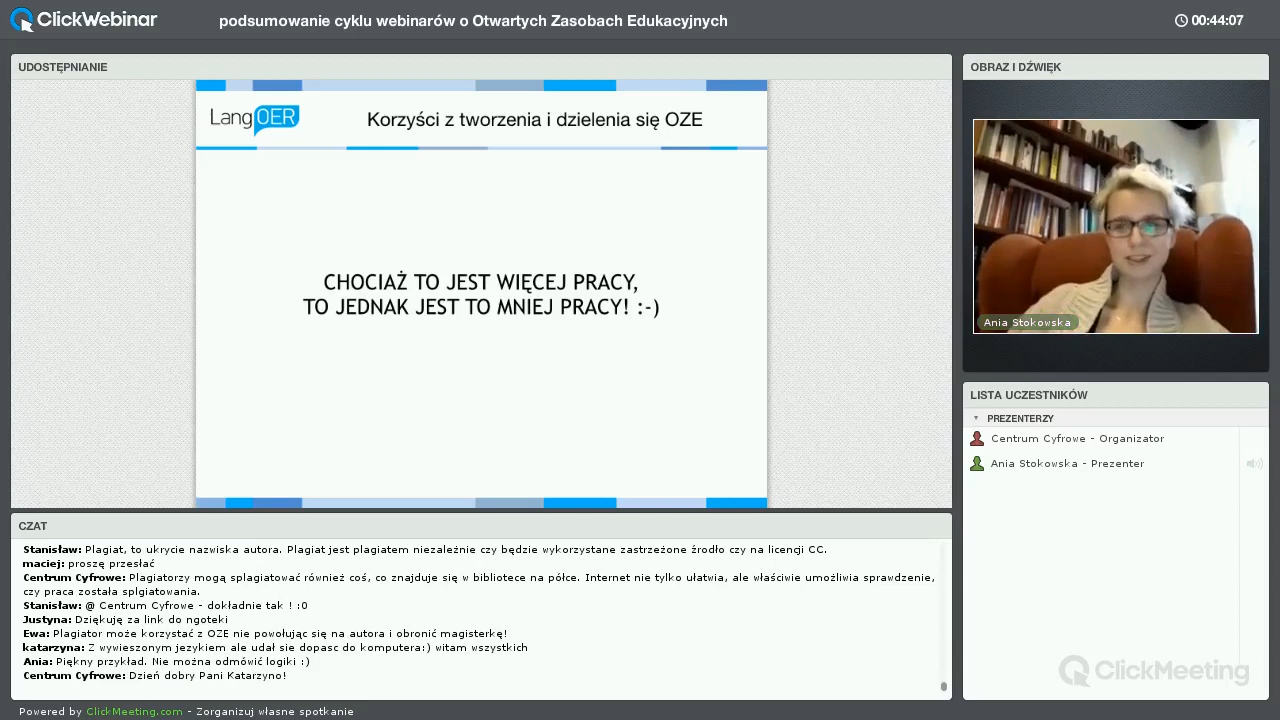 ClickWebinar
podsumowanie cyklu webinarów o Otwartych Zasobach Edukacyjnych
00:44:07
UDOSTĘPNIANIE
LangOER
Korzyści z tworzenia i dzielenia się OZE
CHOCIAŻ TO JEST WIĘCEJ PRACY,
TO JEDNAK JEST TO MNIEJ PRACY! :-)
OBRAZ I DŹWIĘK
Ania Stokowska
LISTA UCZESTNIKÓW
PREZENTERZY
Centrum Cyfrowe - Organizator
Ania Stokowska - Prezenter
ClickMeeting
CZAT
Stanisław: Plagiat, to ukrycie nazwiska autora. Plagiat jest plagiatem niezależnie czy będzie wykorzystane zastrzeżone źrodło czy na licencji CC.
maciej: proszę przesłać
Centrum Cyfrowe: Plagiatorzy mogą splagiatować również coś, co znajduje się w bibliotece na półce. Internet nie tylko ułatwia, ale właściwie umożliwia sprawdzenie,
czy praca została splgiatowania.
Stanisław: @ Centrum Cyfrowe - dokładnie tak ! :0
Justyna: Dziękuję za link do ngoteki
Ewa: Plagiator może korzystać z OZE nie powołując się na autora i obronić magisterkę!
katarzyna: Z wywieszonym jezykiem ale udał sie dopasc do komputera:) witam wszystkich
Ania: Piękny przykład. Nie można odmówić logiki :)
Centrum Cyfrowe: Dzień dobry Pani Katarzyno!
Powered by ClickMeeting.com - Zorganizuj własne spotkanie